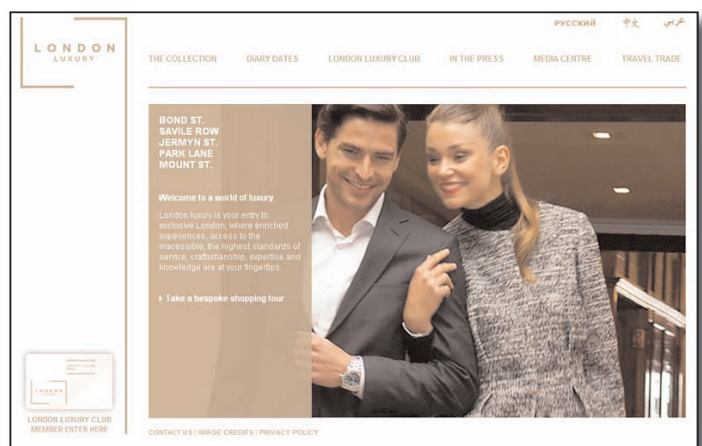 РУССКИЙ 中文 عربي
LONDON
LUXURY
THE COLLECTION DIARY DATES LONDON LUXURY CLUB IN THE PRESS MEDIA CENTRE TRAVEL TRADE
BOND ST.
SAVILE ROW
JERMYN ST.
PARK LANE
MOUNT ST.
Welcome to a world of luxury
London luxury is your entry to
exclusive London, where enriched
experiences, access to the
inacessible, the highest standards of
service, craftsmanship, expertise and
knowledge are at your fingertips.
Take a bespoke shopping tour
LONDON
LONDON LUXURY CLUB
MEMBER ENTER HERE
CONTACT US | IMAGE CREDITS | PRIVACY POLICY